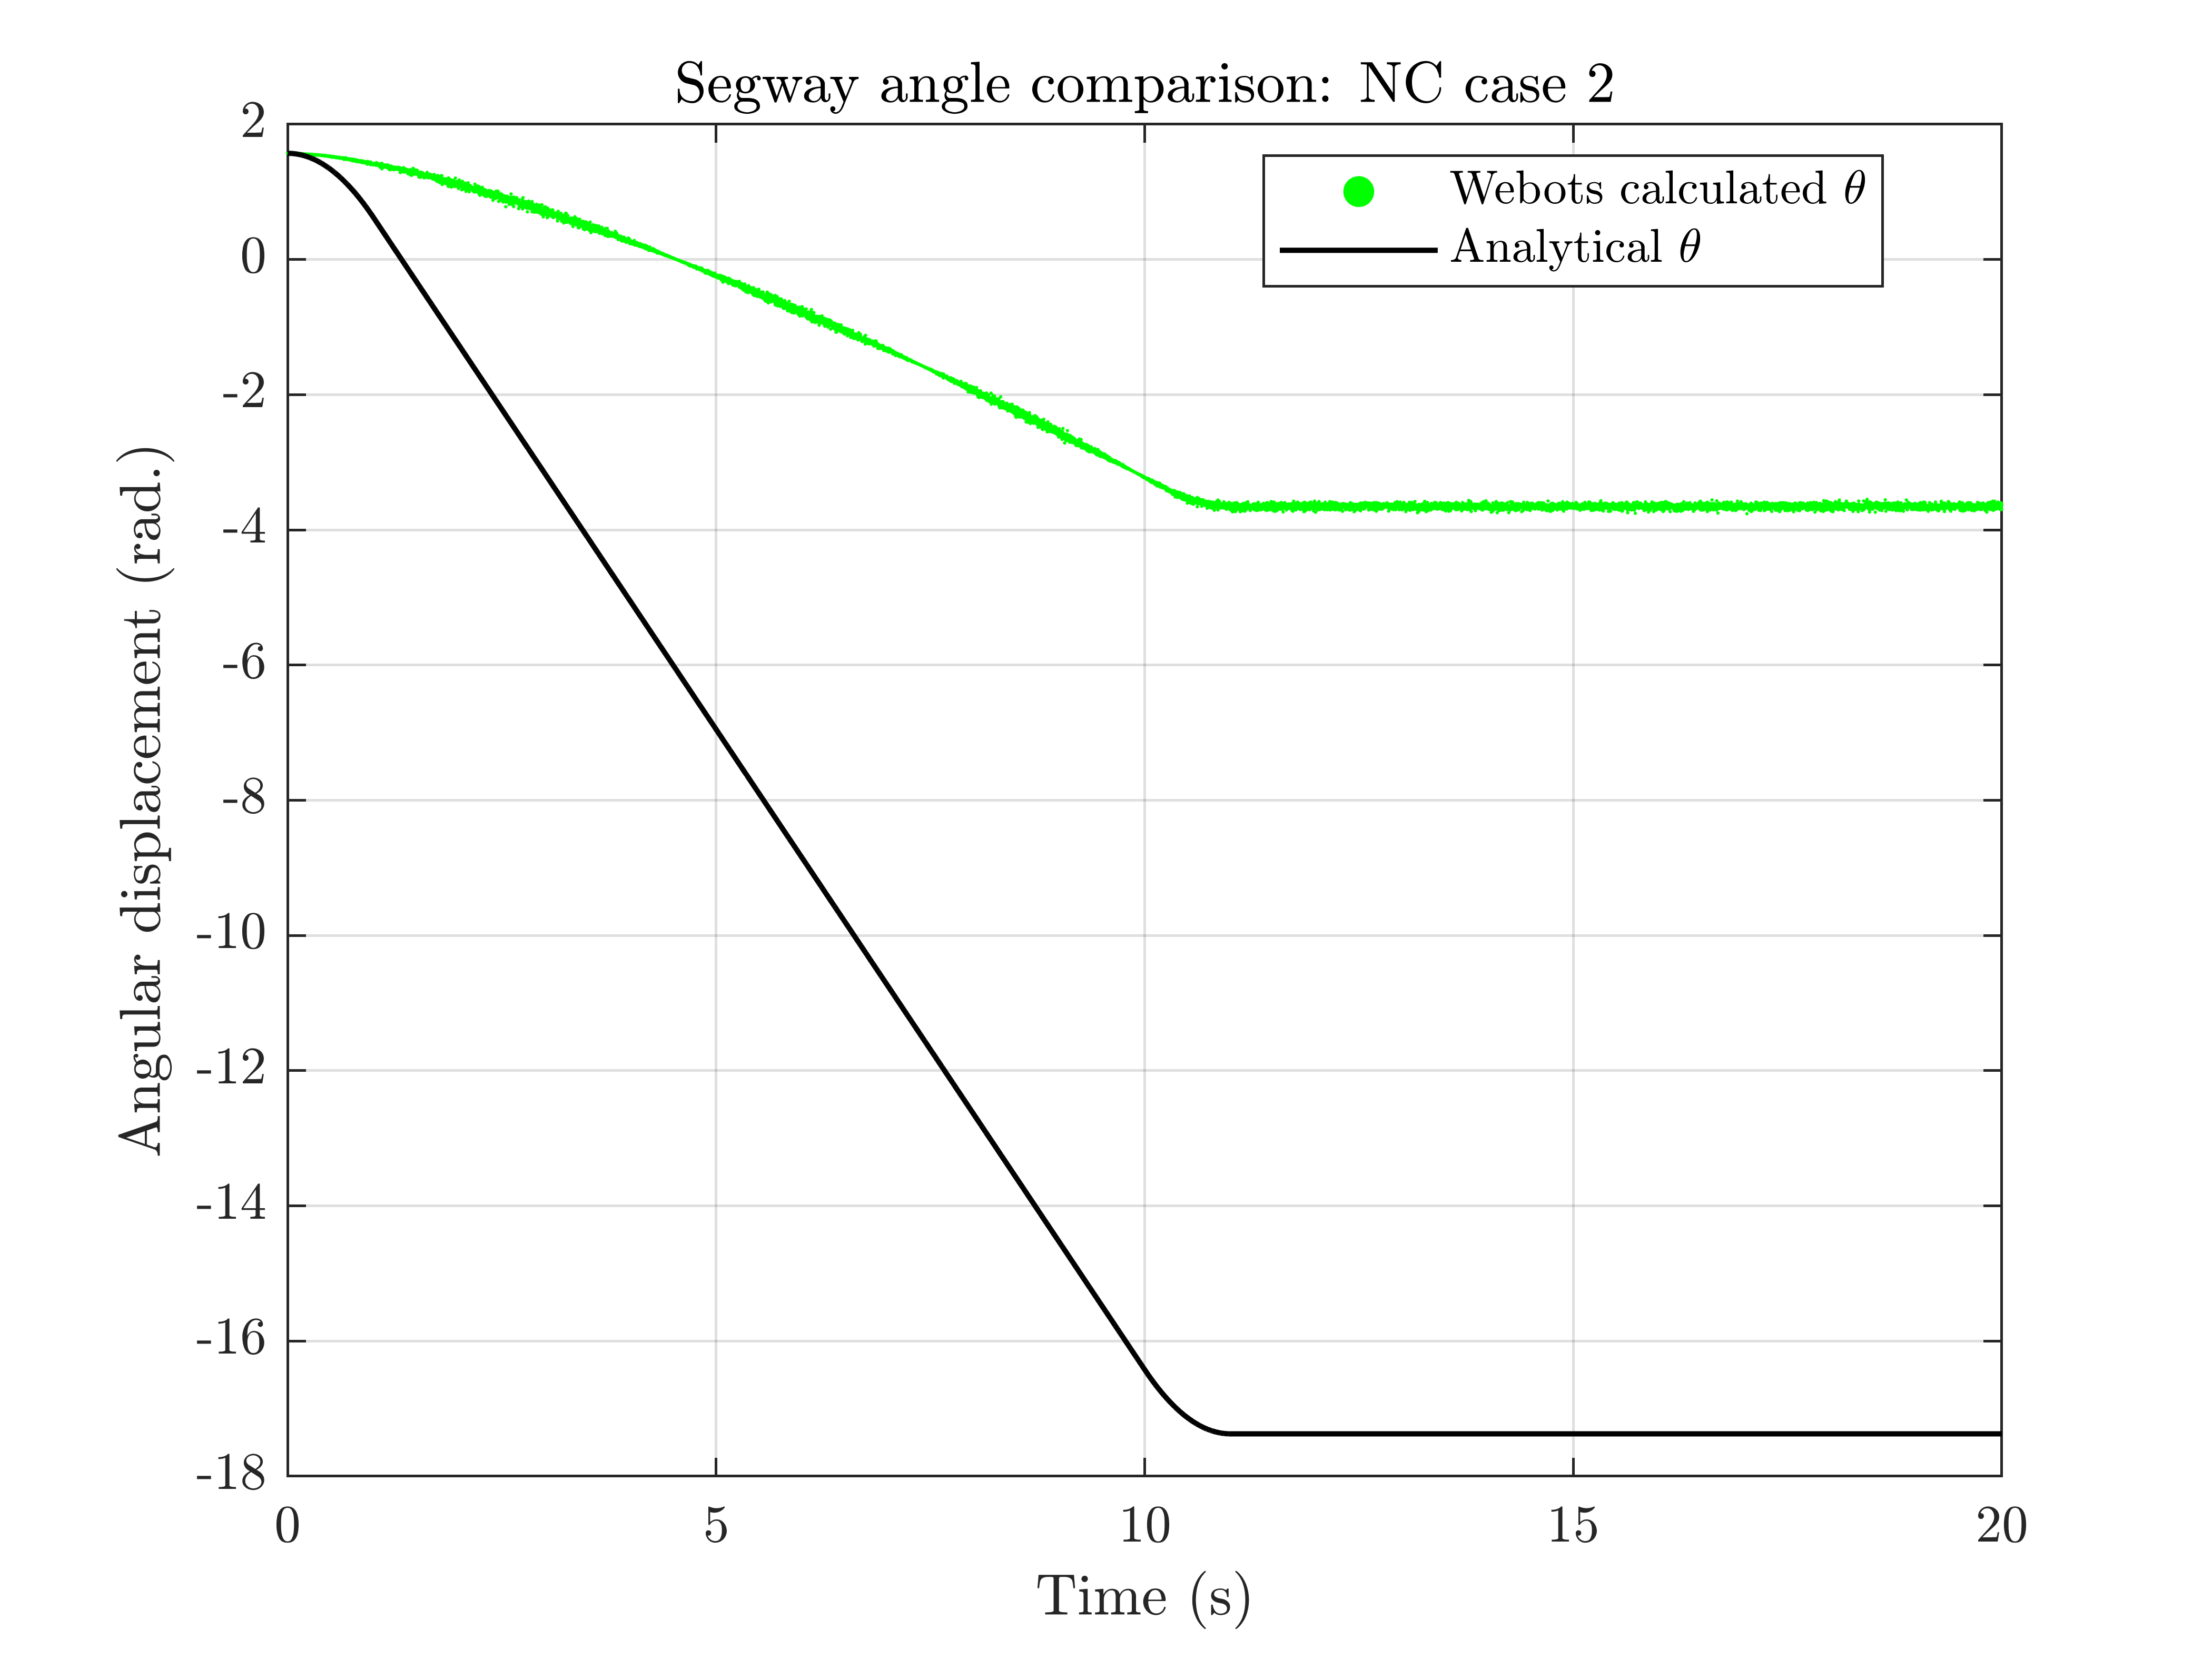 Segway angle comparison: NC case 2
Webots calculated θ
Analytical θ
Angular displacement (rad.)
2
0
-2
-4
-6
-8
-10
-12
-14
-16
-18
0 5 10 15 20
Time (s)